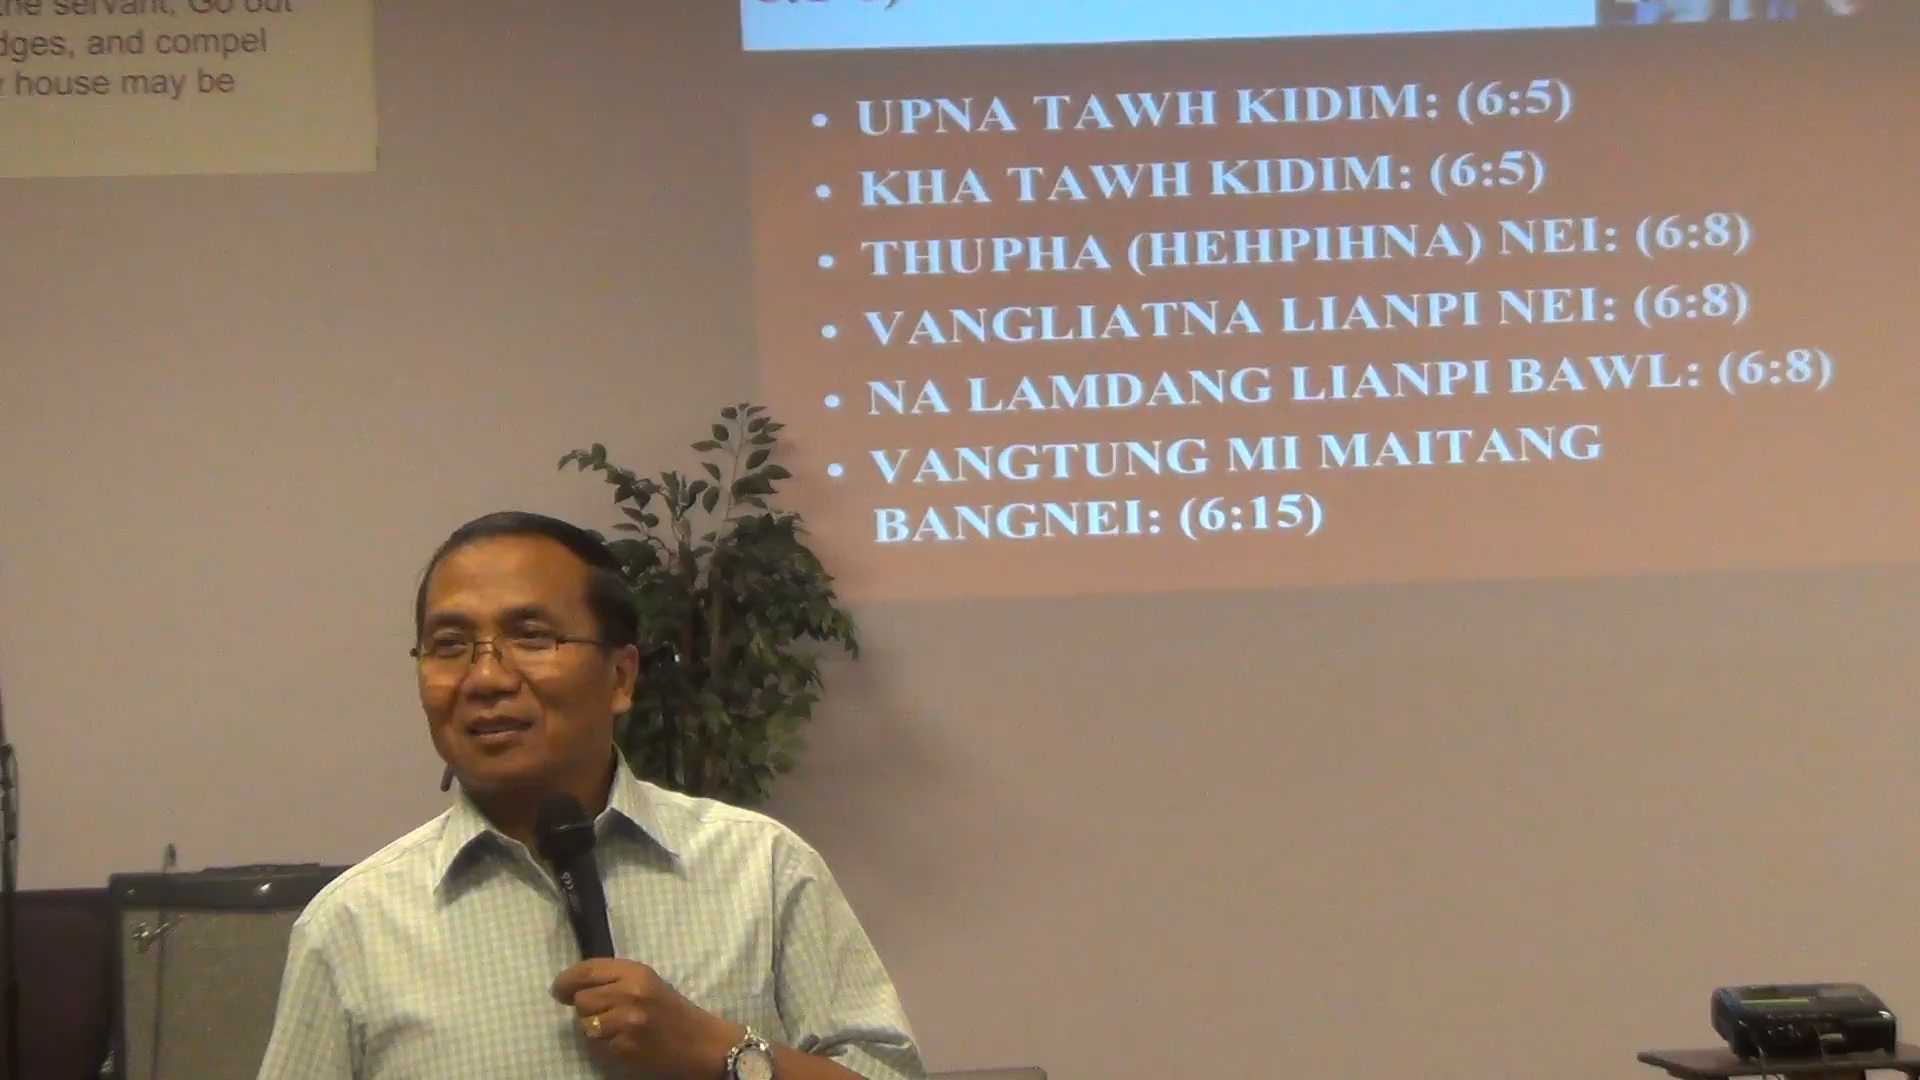 the servant, Go out
and compel
house may be
• UPNA TAWH KIDIM: (6:5)
• KHA TAWH KIDIM: (6:5)
• THUPHA (HEHPIHNA) NEI: (6:8)
• VANGLIATNA LIANPI NEI: (6:8)
• NA LAMDANG LIANPI BAWL: (6:8)
• VANGTUNG MI MAITANG
BANGNEI: (6:15)